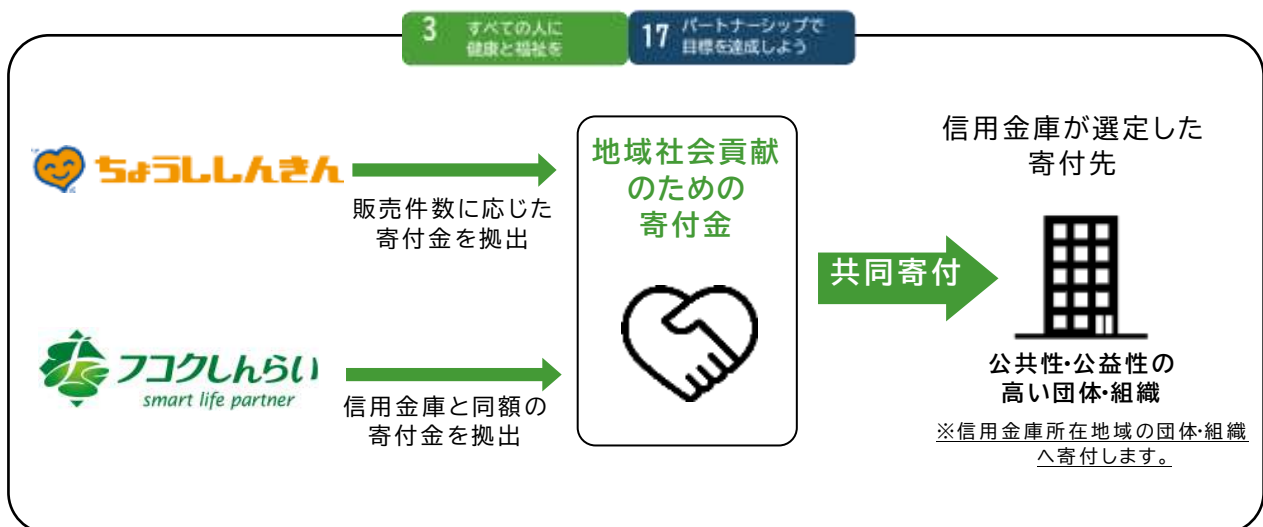 3 すべての人に
健康と福祉を
17 パートナーシップで
目標を達成しよう
ちょうししんきん
販売件数に応じた
寄付金を拠出
フコクしんらい
smart life partner
信用金庫と同額の
寄付金を拠出
地域社会貢献
のための
寄付金
共同寄付
信用金庫が選定した
寄付先
公共性・公益性の
高い団体・組織
※信用金庫所在地域の団体・組織
へ寄付します。